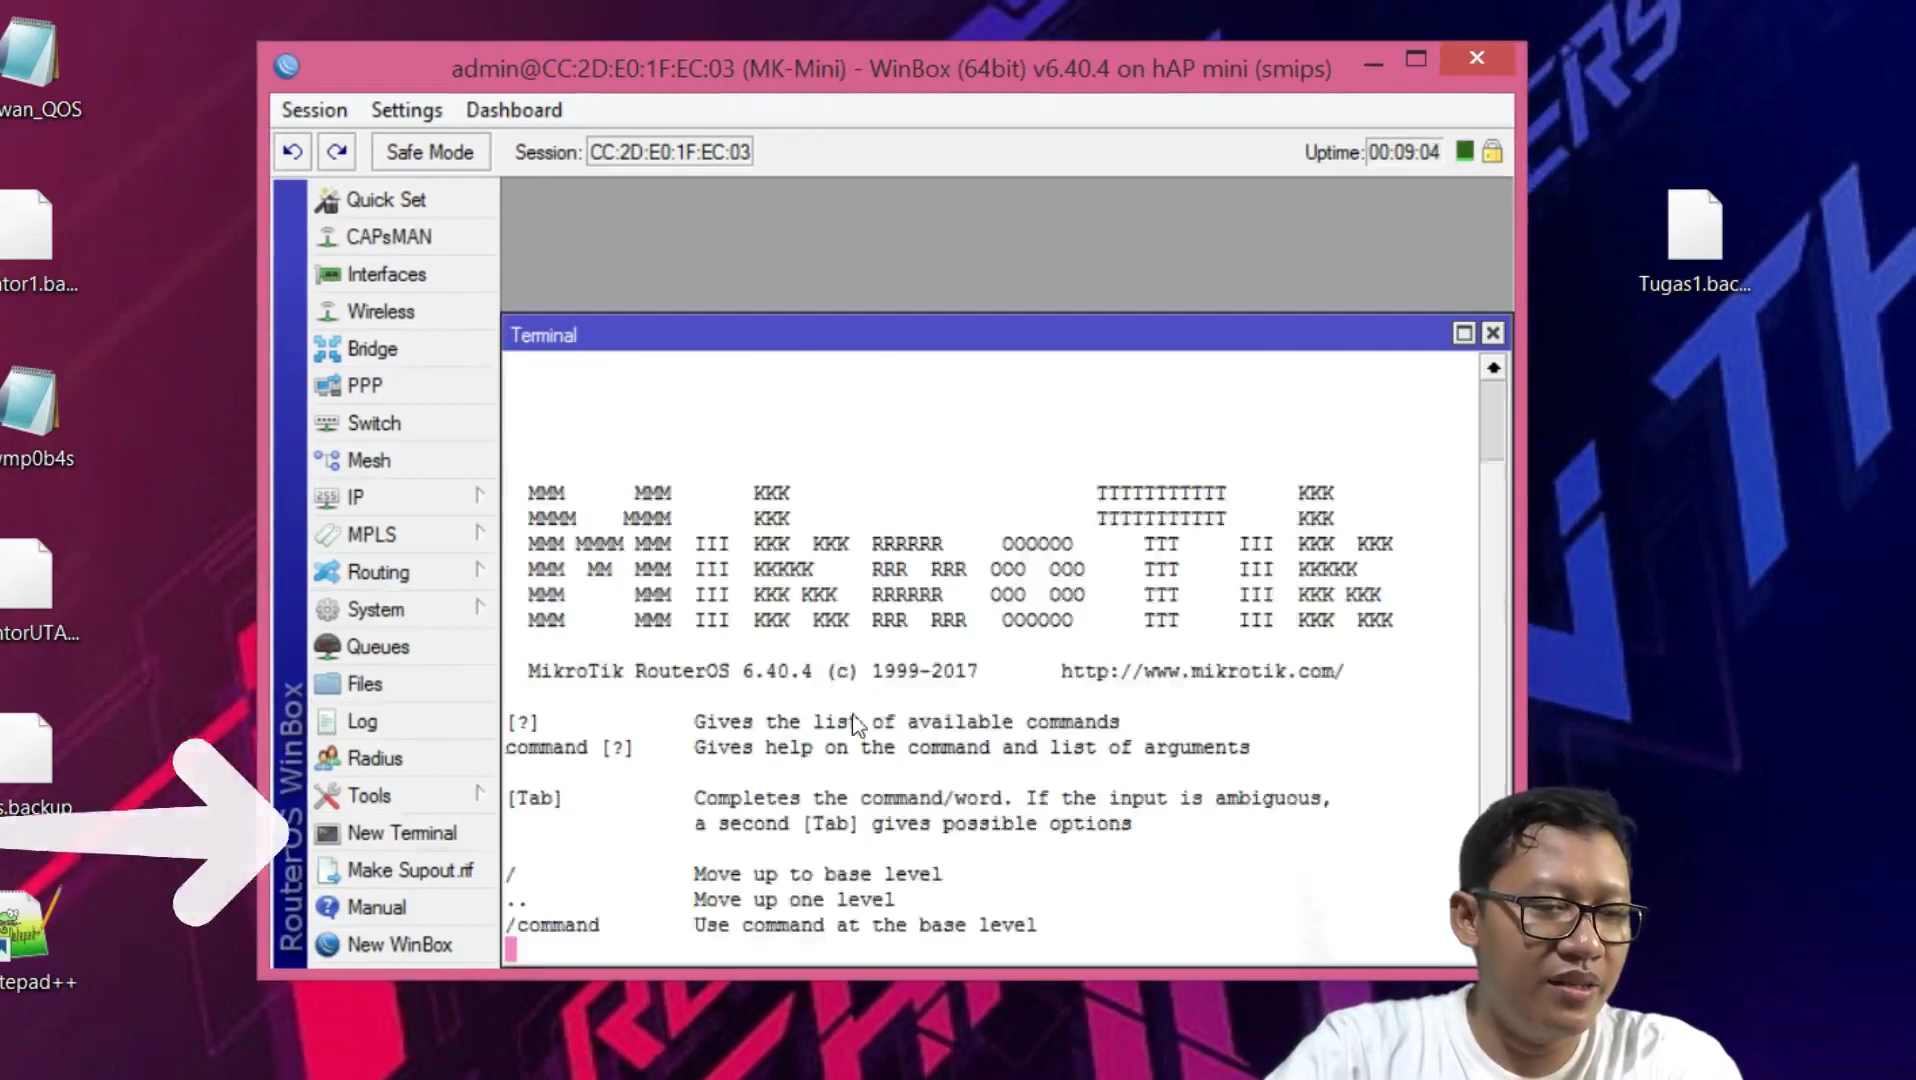 wan_QOS
tor1.ba...
wmp0b4s
ntorUTA...
s.backup
tepad++
admin@CC:2D:E0:1F:EC:03 (MK-Mini) - WinBox (64bit) v6.40.4 on hAP mini (smips)
Session Settings Dashboard
Safe Mode Session: CC:2D:E0:1F:EC:03 Uptime: 00:09:04
RouterOS WinBox
Quick Set
CAPsMAN
Interfaces
Wireless
Bridge
PPP
Switch
Mesh
IP
MPLS
Routing
System
Queues
Files
Log
Radius
Tools
New Terminal
Make Supout.rif
Manual
New WinBox
Terminal
MMM      MMM       KKK                          TTTTTTTTTTT      KKK
MMMM    MMMM       KKK                          TTTTTTTTTTT      KKK
MMM MMMM MMM  III  KKK  KKK  RRRRRR     OOOOOO      TTT     III  KKK  KKK
MMM  MM  MMM  III  KKKKK     RRR  RRR  OOO  OOO     TTT     III  KKKKK
MMM      MMM  III  KKK KKK   RRRRRR    OOO  OOO     TTT     III  KKK KKK
MMM      MMM  III  KKK  KKK  RRR  RRR   OOOOOO      TTT     III  KKK  KKK
MikroTik RouterOS 6.40.4 (c) 1999-2017       http://www.mikrotik.com/
[?]             Gives the list of available commands
command [?]     Gives help on the command and list of arguments
[Tab]           Completes the command/word. If the input is ambiguous,
a second [Tab] gives possible options
/               Move up to base level
..              Move up one level
/command        Use command at the base level
Tugas1.bac...